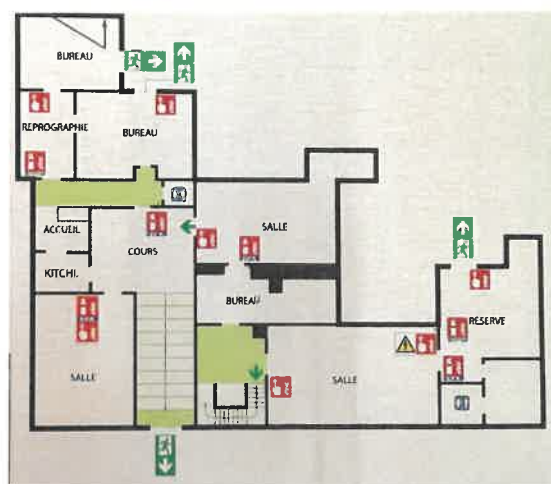 BUREAU
REPROGRAPHIE
BUREAU
ACCUEIL
SALLE
COURS
KITCH.
BUREAU
RESERVE
SALLE
SALLE